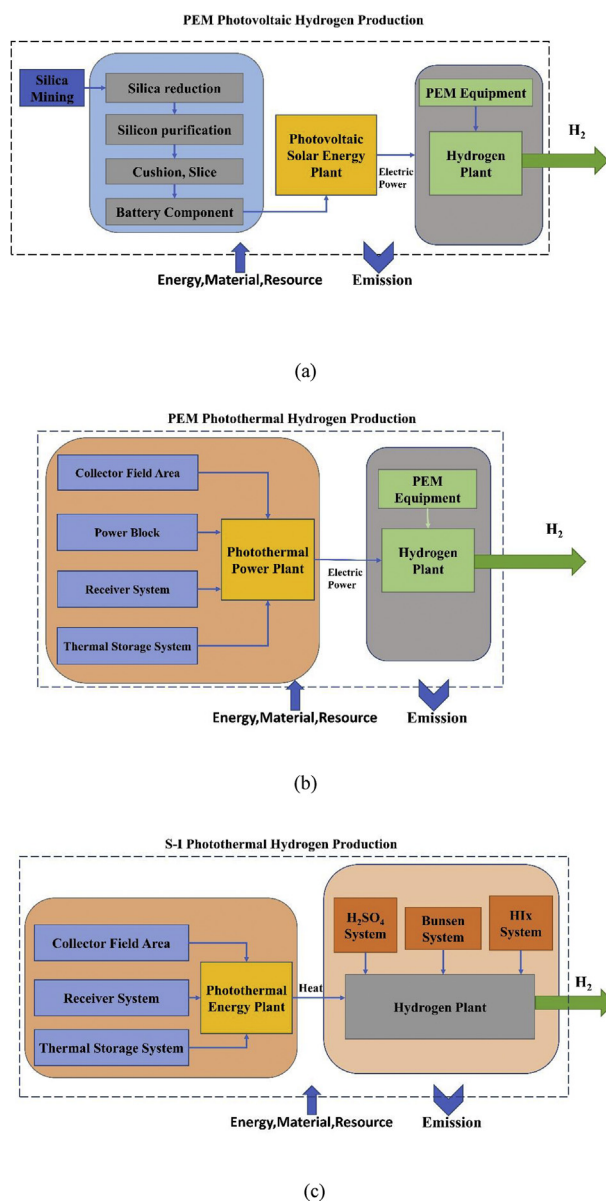 PEM Photovoltaic Hydrogen Production
Silica
Mining
Silica reduction
Silicon purification
Cushion, Slice
Battery Component
Photovoltaic
Solar Energy
Plant
Electric
Power
PEM Equipment
Hydrogen
Plant
H2
Energy,Material,Resource
Emission
(a)
PEM Photothermal Hydrogen Production
Collector Field Area
Power Block
Receiver System
Thermal Storage System
Photothermal
Power Plant
Electric
Power
PEM
Equipment
Hydrogen
Plant
H2
Energy,Material,Resource
Emission
(b)
S-I Photothermal Hydrogen Production
Collector Field Area
Receiver System
Thermal Storage System
Photothermal
Energy Plant
Heat
H2SO4
System
Bunsen
System
HIx
System
Hydrogen Plant
H2
Energy,Material,Resource
Emission
(c)